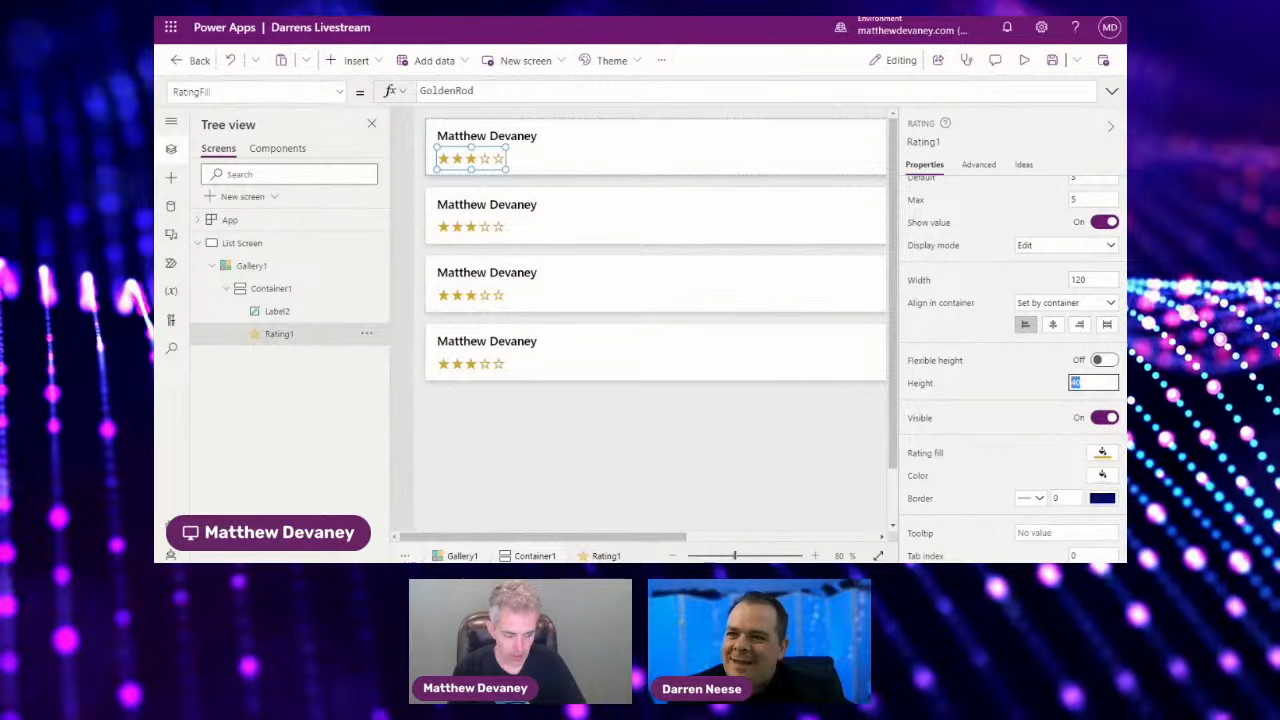 Power Apps | Darrens Livestream
Environment
matthewdevaney.com (...
MD
Back
Insert
Add data
New screen
Theme
...
Editing
RatingFill
=
fx
GoldenRod
Tree view
Screens
Components
Search
New screen
App
List Screen
Gallery1
Container1
Label2
Rating1
...
Matthew Devaney
Matthew Devaney
Matthew Devaney
Matthew Devaney
RATING
Rating1
Properties
Advanced
Ideas
Default
3
Max
5
Show value
On
Display mode
Edit
Width
120
Align in container
Set by container
Flexible height
Off
Height
40
Visible
On
Rating fill
Color
Border
0
Tooltip
No value
Tab index
0
...
Gallery1
Container1
Rating1
80 %
Matthew Devaney
Matthew Devaney
Darren Neese